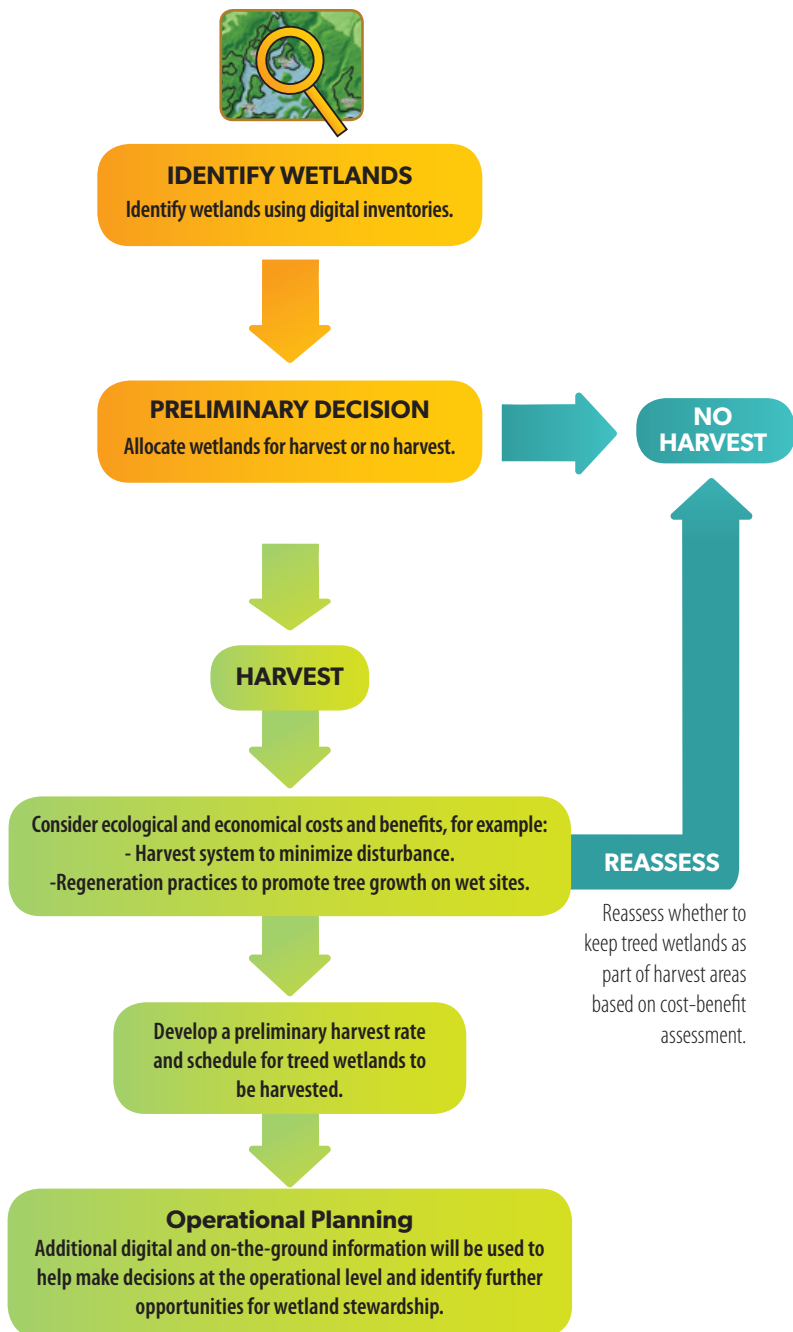 IDENTIFY WETLANDS
Identify wetlands using digital inventories.
PRELIMINARY DECISION
Allocate wetlands for harvest or no harvest.
NO
HARVEST
HARVEST
Consider ecological and economical costs and benefits, for example:
- Harvest system to minimize disturbance.
-Regeneration practices to promote tree growth on wet sites.
REASSESS
Reassess whether to
keep treed wetlands as
part of harvest areas
based on cost-benefit
assessment.
Develop a preliminary harvest rate
and schedule for treed wetlands to
be harvested.
Operational Planning
Additional digital and on-the-ground information will be used to
help make decisions at the operational level and identify further
opportunities for wetland stewardship.